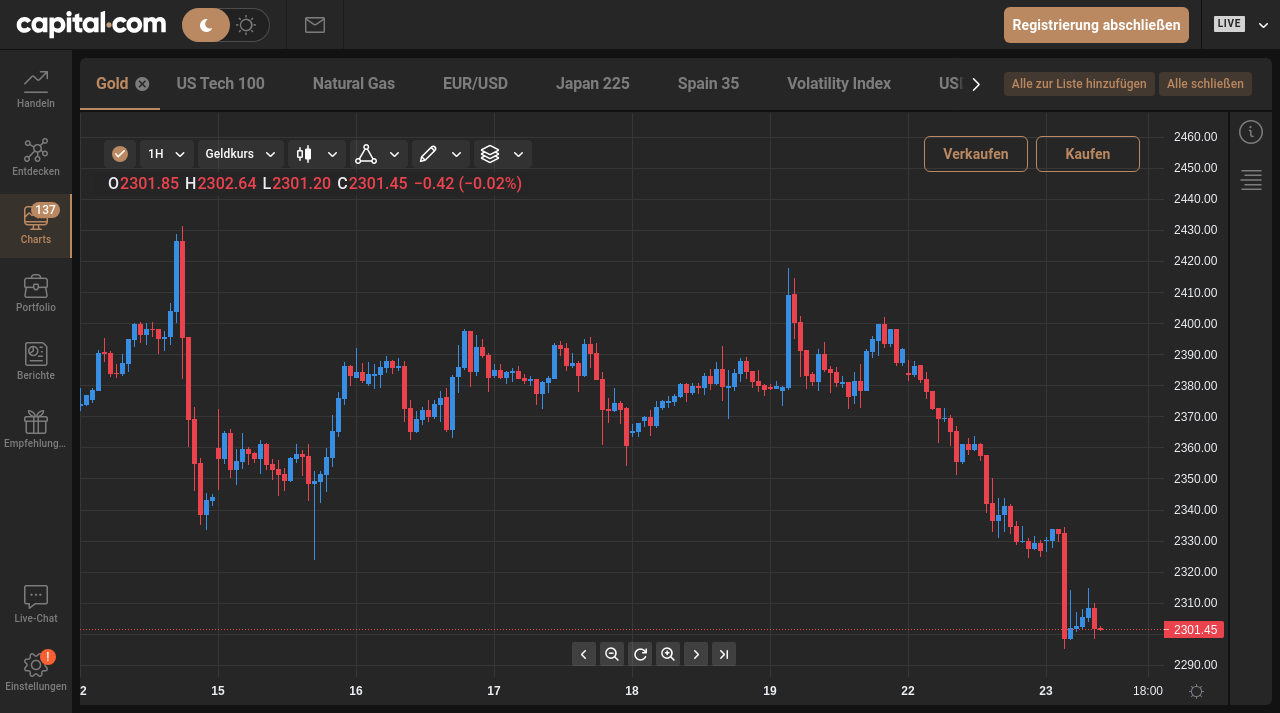 capital.com
Registrierung abschließen
LIVE
Gold
US Tech 100
Natural Gas
EUR/USD
Japan 225
Spain 35
Volatility Index
Alle zur Liste hinzufügen
Alle schließen
Handeln
Entdecken
137
Charts
Portfolio
Berichte
Empfehlung...
Live-Chat
!
Einstellungen
1H
Geldkurs
Verkaufen
Kaufen
O2301.85 H2302.64 L2301.20 C2301.45 −0.42 (−0.02%)
2460.00
2450.00
2440.00
2430.00
2420.00
2410.00
2400.00
2390.00
2380.00
2370.00
2360.00
2350.00
2340.00
2330.00
2320.00
2310.00
2301.45
2290.00
2 15 16 17 18 19 22 23 18:00